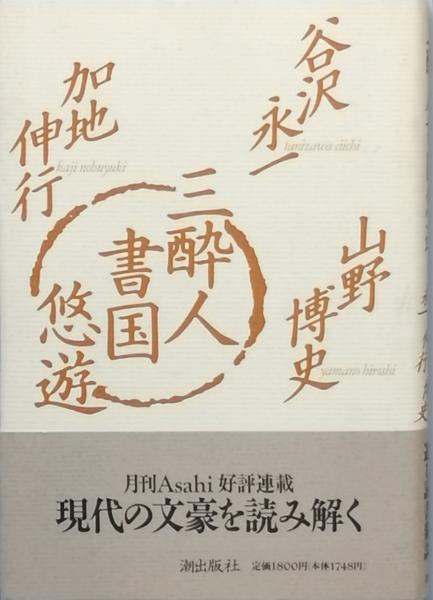 谷沢
永一
tanizawa eiichi
加地
伸行
kaji nobuyuki
山野
博史
yamano hiroshi
三酔人
書国
悠遊
月刊Asahi好評連載
現代の文豪を読み解く
潮出版社 定価1800円(本体1748円)